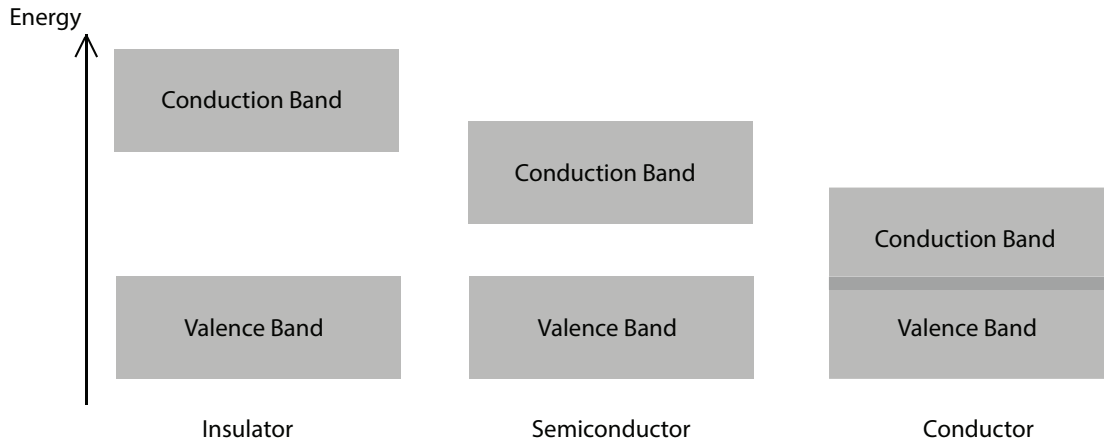 Energy
Conduction Band
Conduction Band
Conduction Band
Valence Band
Valence Band
Valence Band
Insulator
Semiconductor
Conductor